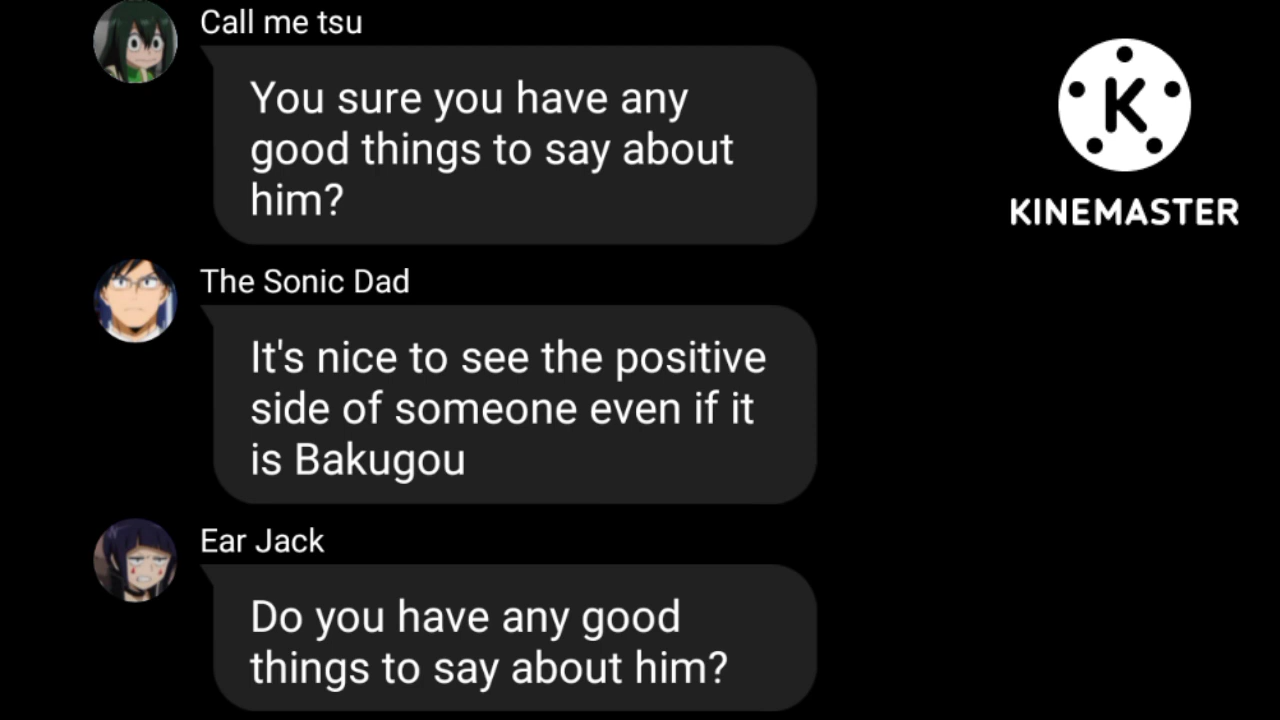 Call me tsu
You sure you have any
good things to say about
him?
K
KINEMASTER
The Sonic Dad
It's nice to see the positive
side of someone even if it
is Bakugou
Ear Jack
Do you have any good
things to say about him?